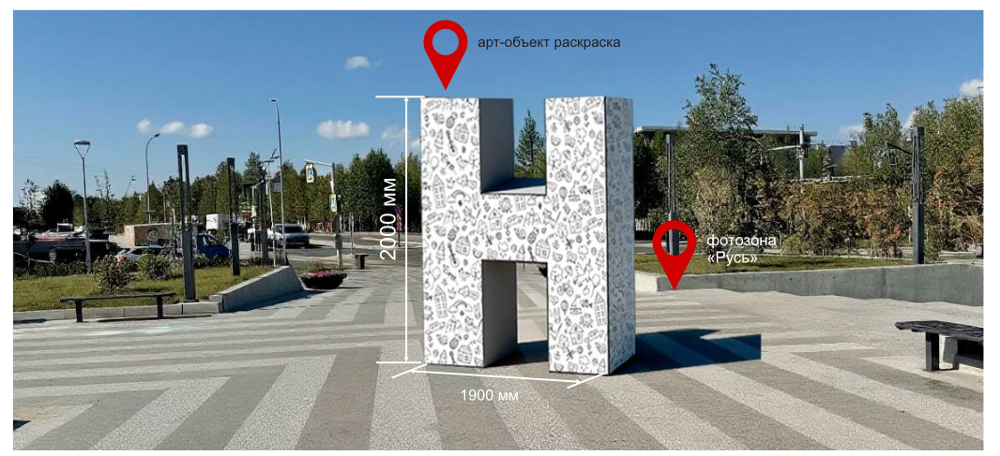 арт-объект раскраска
2000 мм
фотозона
«Русь»
1900 мм